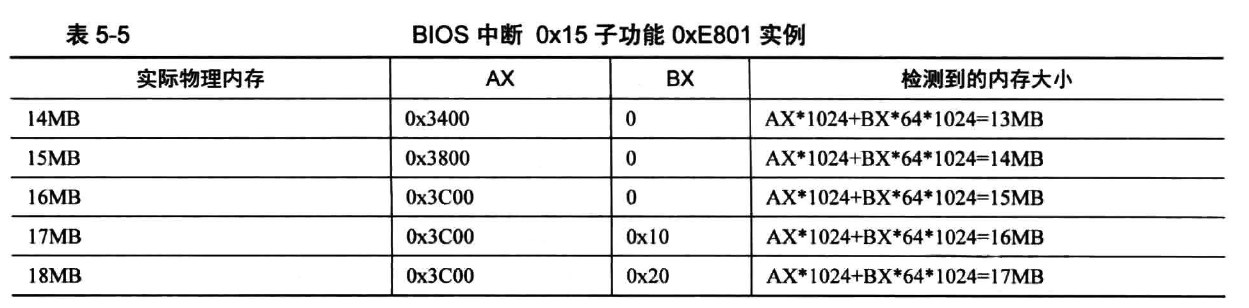 表 5-5 BIOS 中断 0x15 子功能 0xE801 实例
实际物理内存 AX BX 检测到的内存大小
14MB 0x3400 0 AX*1024+BX*64*1024=13MB
15MB 0x3800 0 AX*1024+BX*64*1024=14MB
16MB 0x3C00 0 AX*1024+BX*64*1024=15MB
17MB 0x3C00 0x10 AX*1024+BX*64*1024=16MB
18MB 0x3C00 0x20 AX*1024+BX*64*1024=17MB